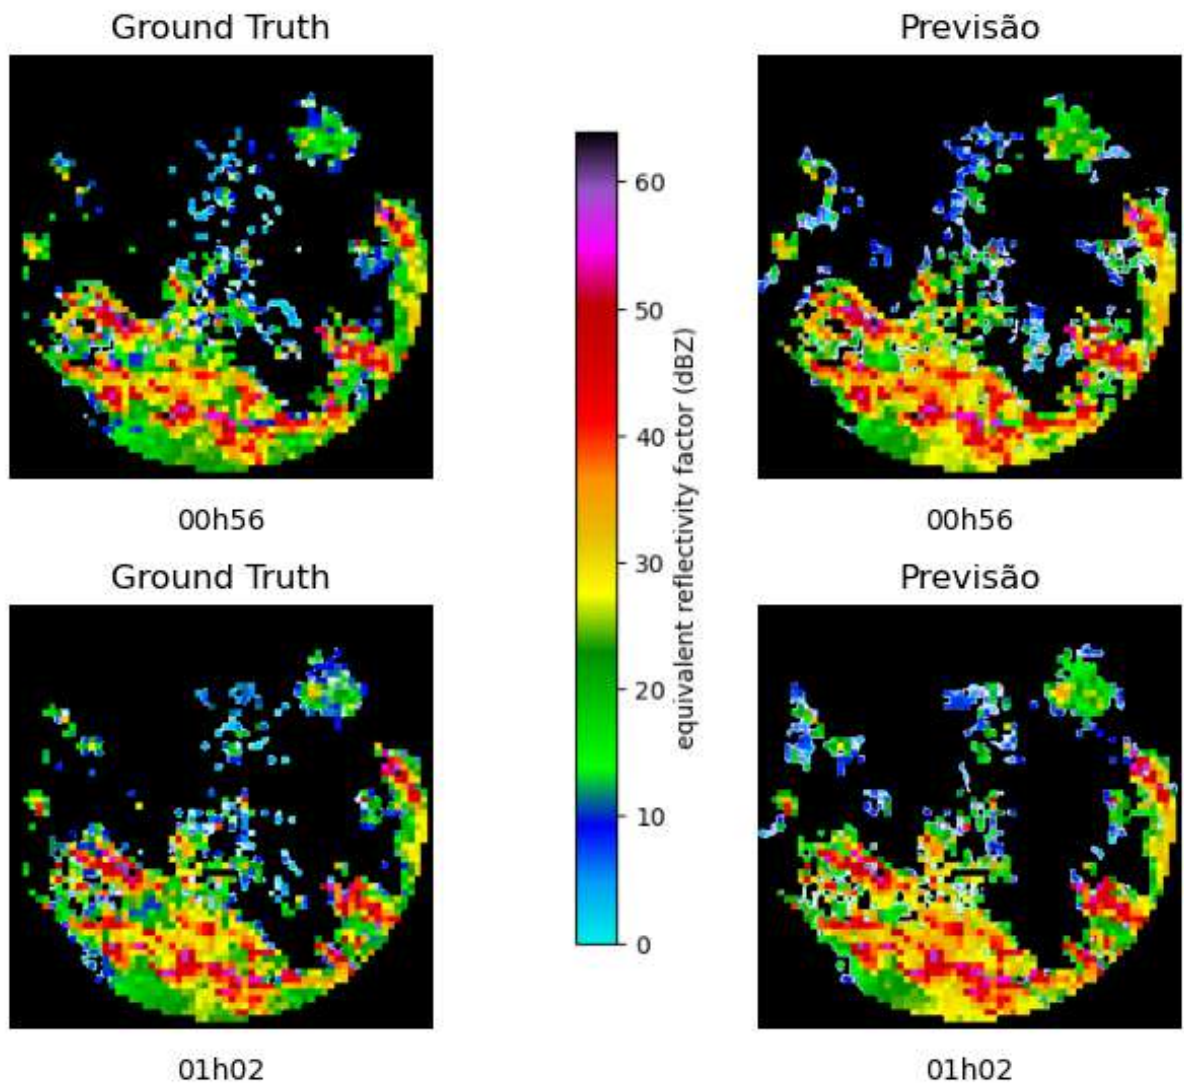 Ground Truth
Previsão
60
50
40
30
20
10
0
equivalent reflectivity factor (dBZ)
00h56
00h56
Ground Truth
Previsão
01h02
01h02